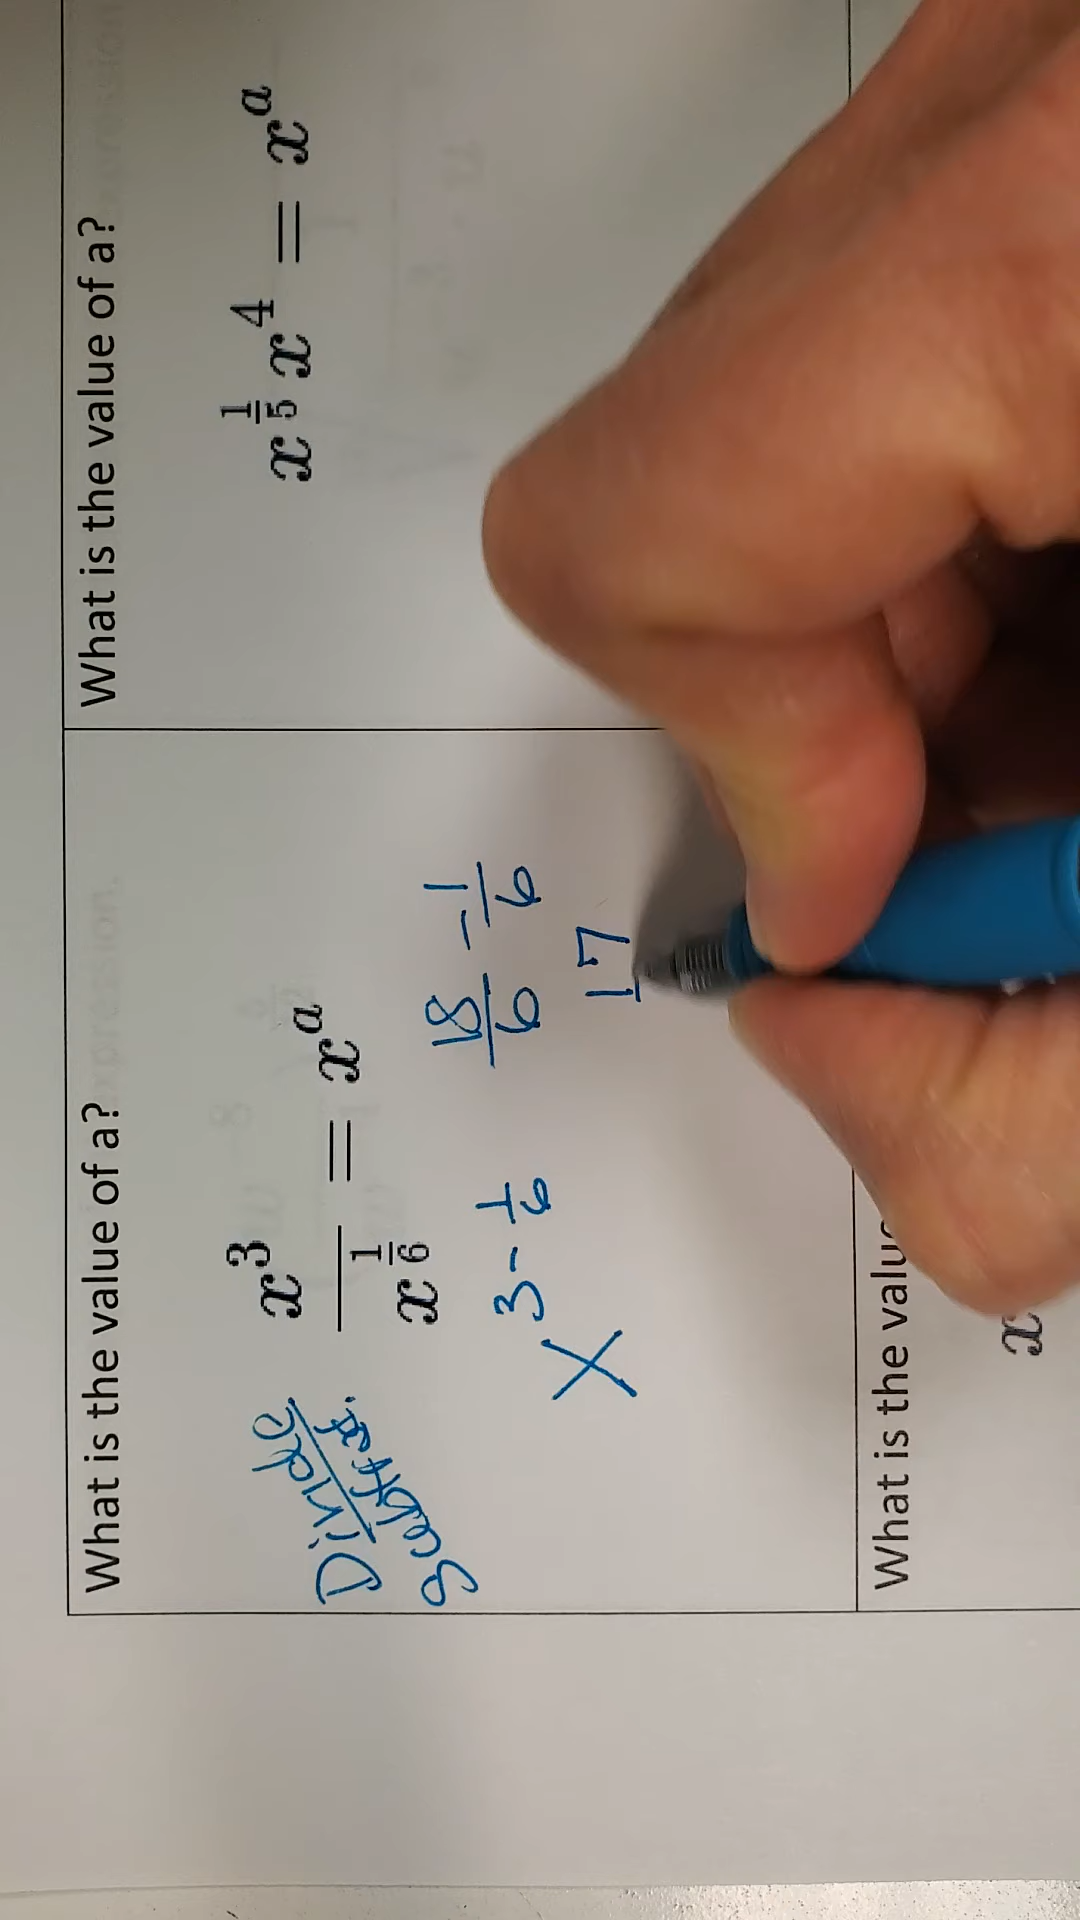 What is the value of a?
x^3 / x^(1/6) = x^a
Divide
Subtract.
x^(3 - 1/6)
18/6 - 1/6
17
What is the value of a?
x^(1/5) x^4 = x^a
What is the value
x